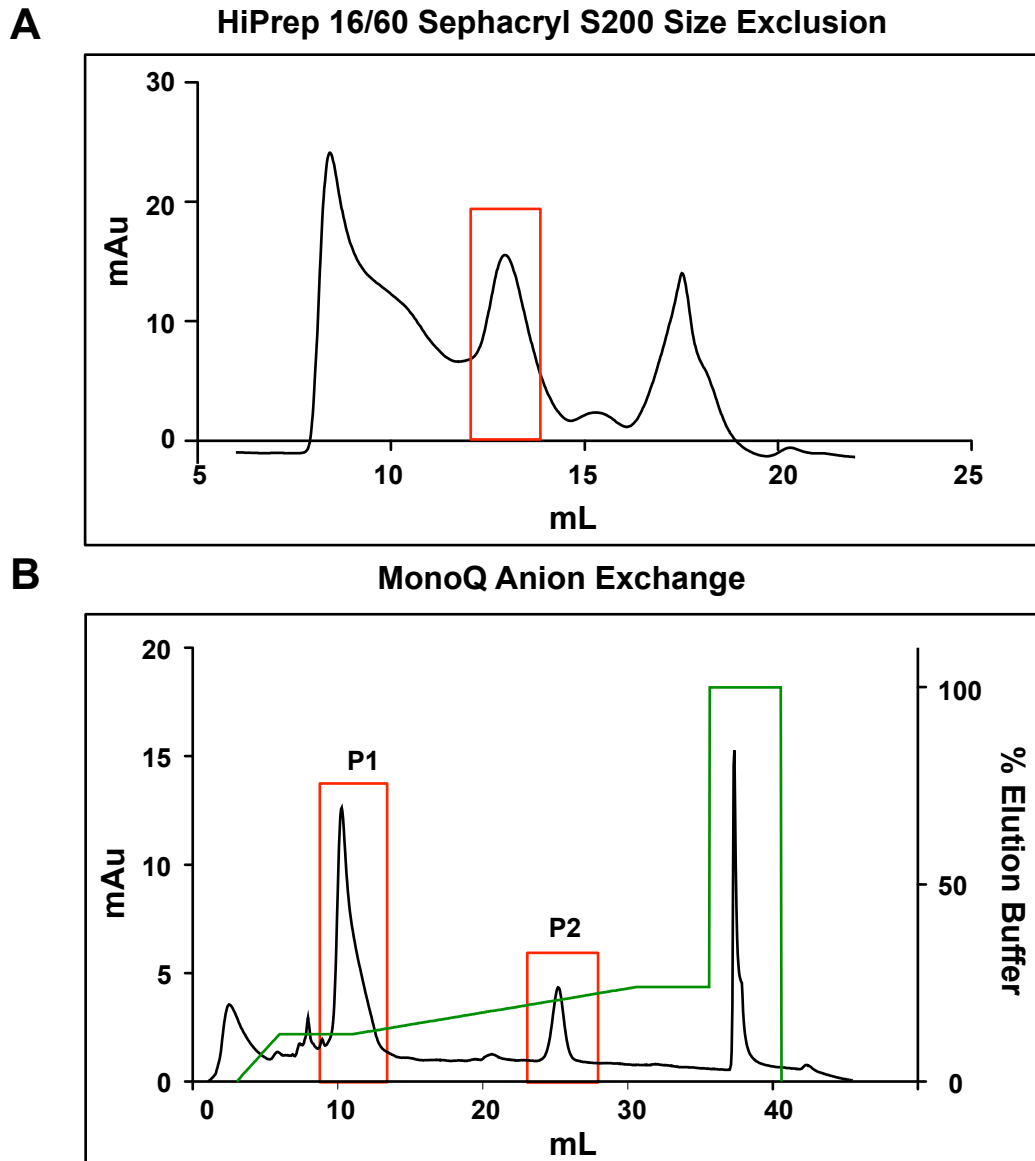 A
HiPrep 16/60 Sephacryl S200 Size Exclusion
30
20
10
0
mAu
5
10
15
20
25
mL
B
MonoQ Anion Exchange
20
15
10
5
0
mAu
P1
P2
100
50
0
% Elution Buffer
0
10
20
30
40
mL